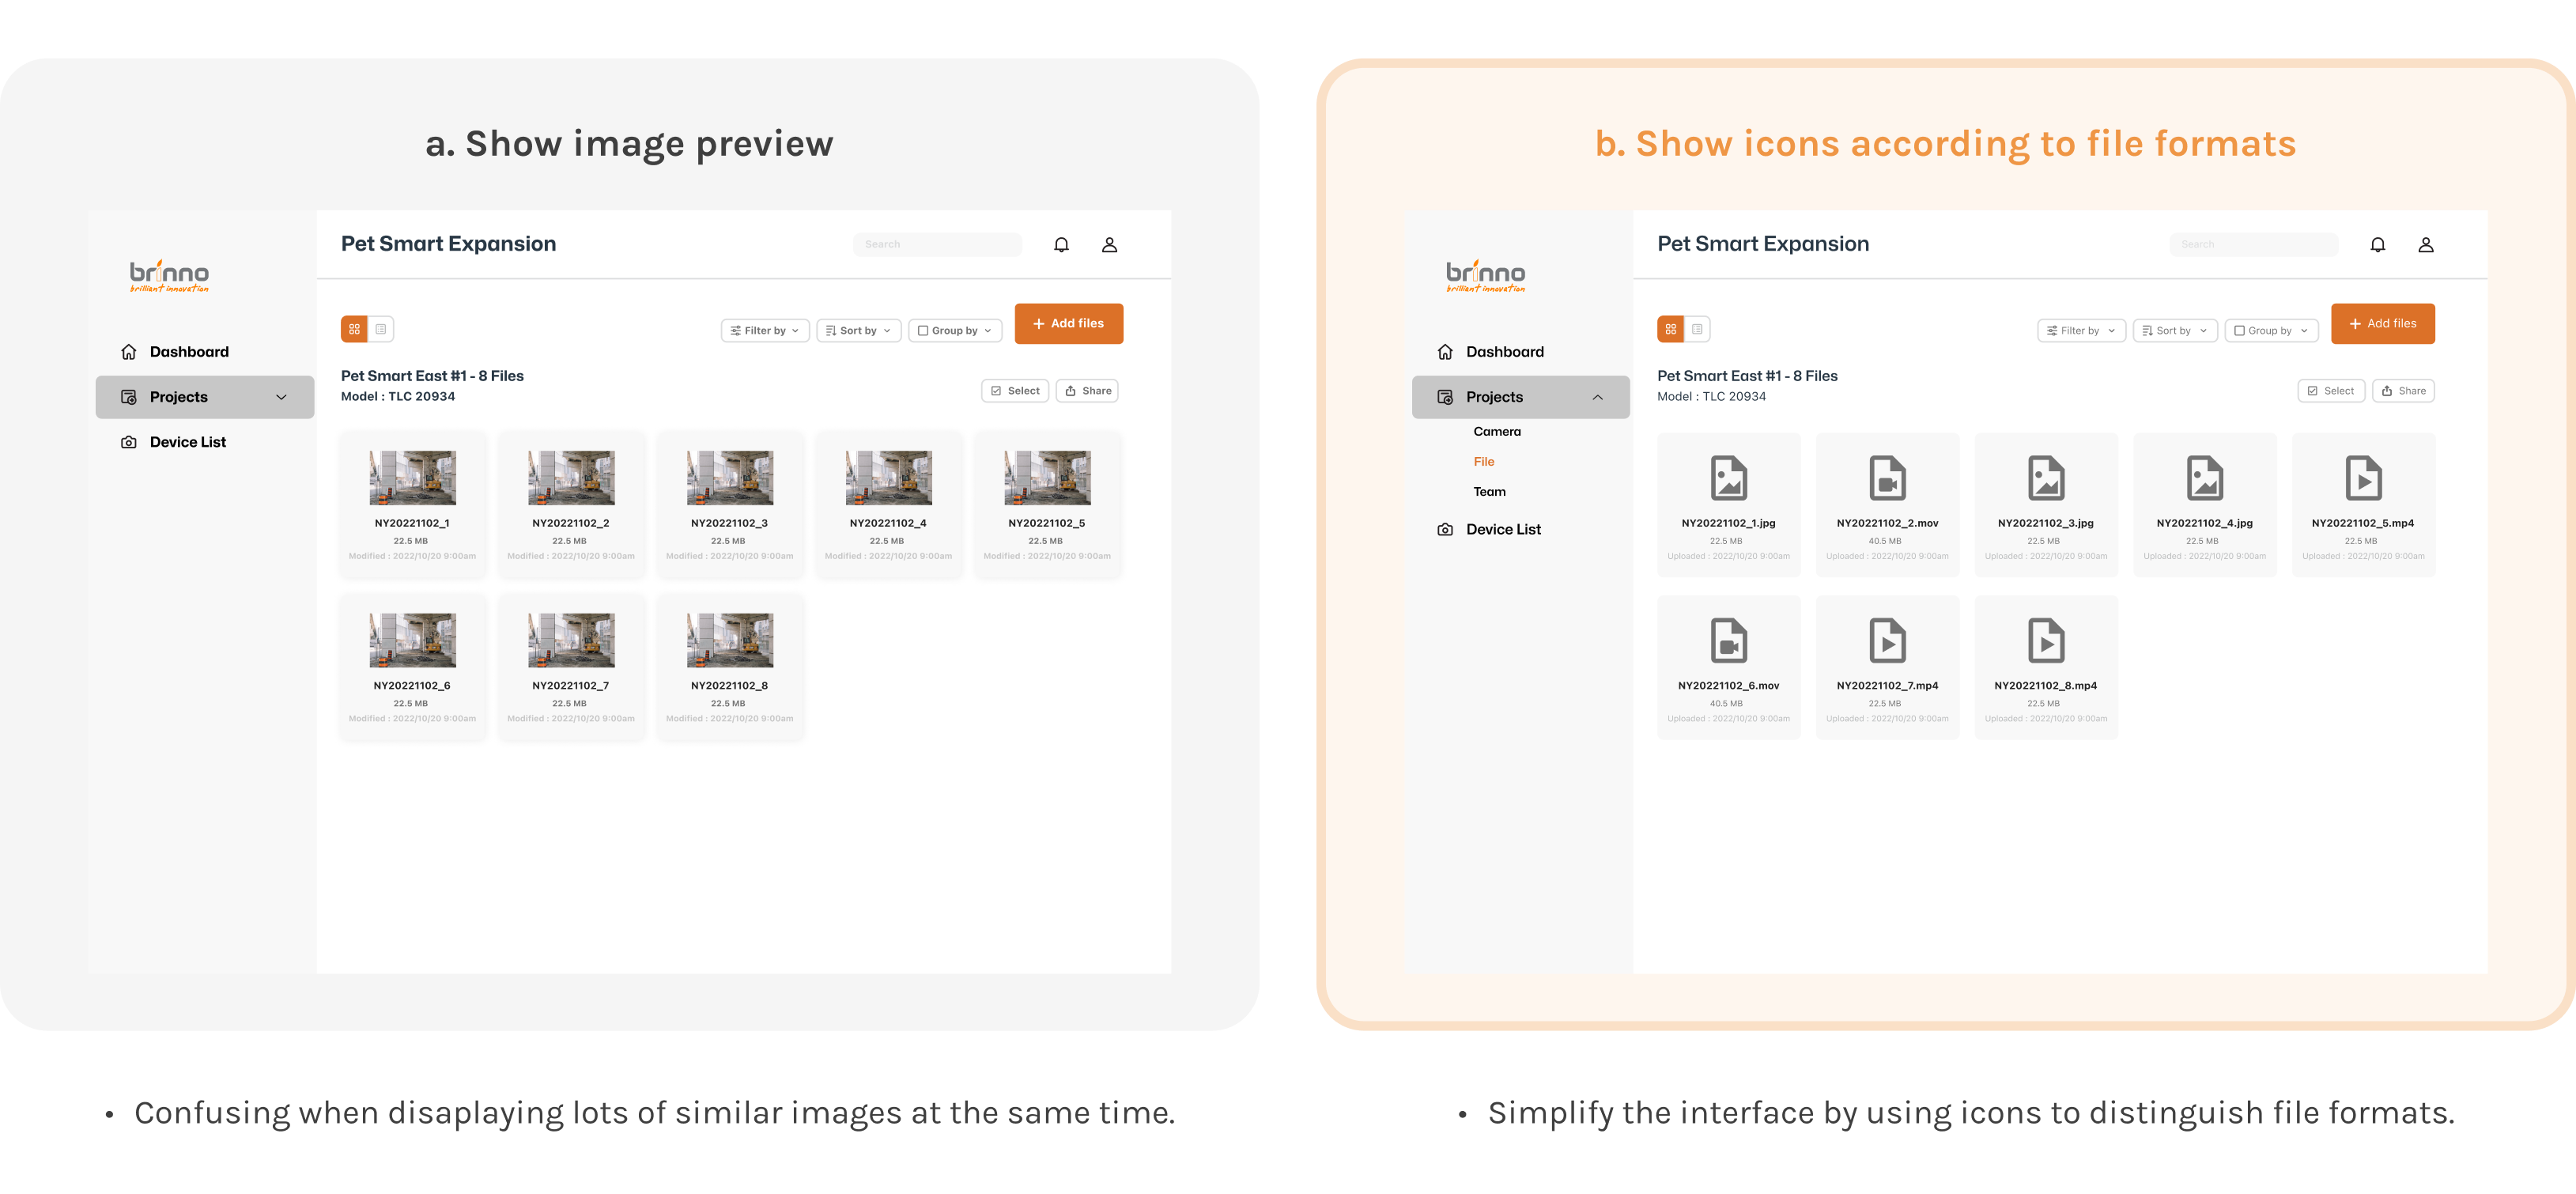 a. Show image preview
brinno
brilliant innovation
Dashboard
Projects
Device List
Pet Smart Expansion
Search
Filter by
Sort by
Group by
+ Add files
Pet Smart East #1 - 8 Files
Model : TLC 20934
Select
Share
NY20221102_1
22.5 MB
Modified : 2022/10/20 9:00am
NY20221102_2
22.5 MB
Modified : 2022/10/20 9:00am
NY20221102_3
22.5 MB
Modified : 2022/10/20 9:00am
NY20221102_4
22.5 MB
Modified : 2022/10/20 9:00am
NY20221102_5
22.5 MB
Modified : 2022/10/20 9:00am
NY20221102_6
22.5 MB
Modified : 2022/10/20 9:00am
NY20221102_7
22.5 MB
Modified : 2022/10/20 9:00am
NY20221102_8
22.5 MB
Modified : 2022/10/20 9:00am
• Confusing when disaplaying lots of similar images at the same time.
b. Show icons according to file formats
brinno
brilliant innovation
Dashboard
Projects
Camera
File
Team
Device List
Pet Smart Expansion
Search
Filter by
Sort by
Group by
+ Add files
Pet Smart East #1 - 8 Files
Model : TLC 20934
Select
Share
NY20221102_1.jpg
22.5 MB
Uploaded : 2022/10/20 9:00am
NY20221102_2.mov
40.5 MB
Uploaded : 2022/10/20 9:00am
NY20221102_3.jpg
22.5 MB
Uploaded : 2022/10/20 9:00am
NY20221102_4.jpg
22.5 MB
Uploaded : 2022/10/20 9:00am
NY20221102_5.mp4
22.5 MB
Uploaded : 2022/10/20 9:00am
NY20221102_6.mov
40.5 MB
Uploaded : 2022/10/20 9:00am
NY20221102_7.mp4
22.5 MB
Uploaded : 2022/10/20 9:00am
NY20221102_8.mp4
22.5 MB
Uploaded : 2022/10/20 9:00am
• Simplify the interface by using icons to distinguish file formats.